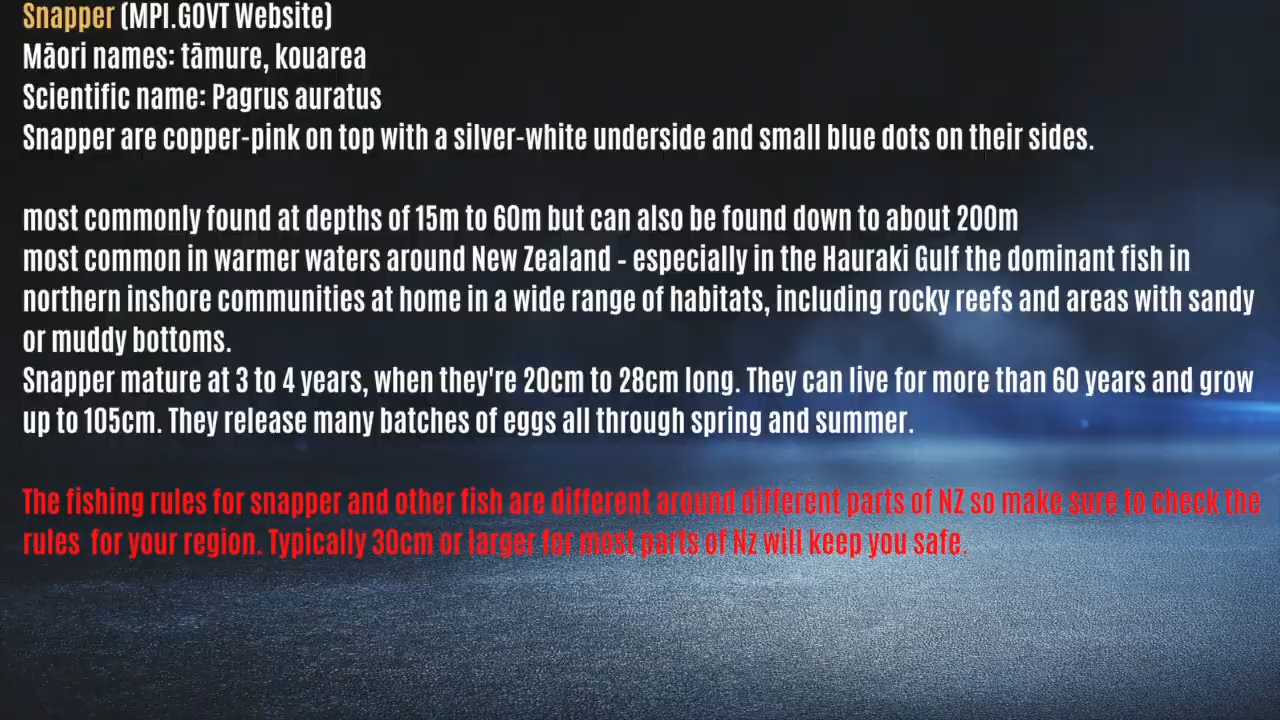 Snapper (MPI.GOVT Website)
Māori names: tāmure, kouarea
Scientific name: Pagrus auratus
Snapper are copper-pink on top with a silver-white underside and small blue dots on their sides.
most commonly found at depths of 15m to 60m but can also be found down to about 200m
most common in warmer waters around New Zealand - especially in the Hauraki Gulf the dominant fish in
northern inshore communities at home in a wide range of habitats, including rocky reefs and areas with sandy
or muddy bottoms.
Snapper mature at 3 to 4 years, when they're 20cm to 28cm long. They can live for more than 60 years and grow
up to 105cm. They release many batches of eggs all through spring and summer.
The fishing rules for snapper and other fish are different around different parts of NZ so make sure to check the
rules  for your region. Typically 30cm or larger for most parts of Nz will keep you safe.